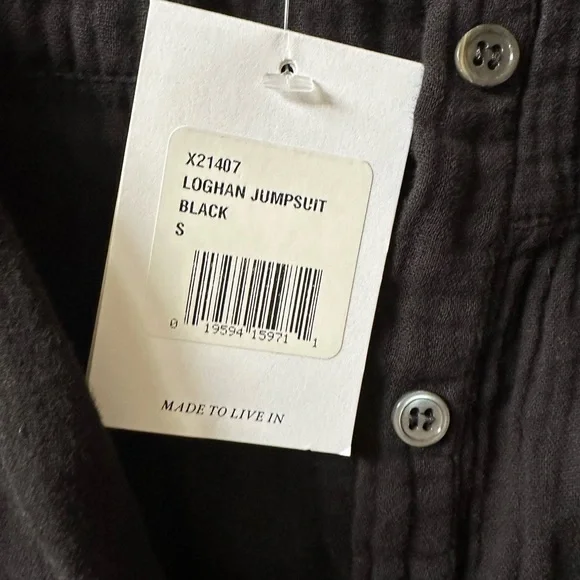 X21407
LOGHAN JUMPSUIT
BLACK
S
0 19594 15971 1
MADE TO LIVE IN